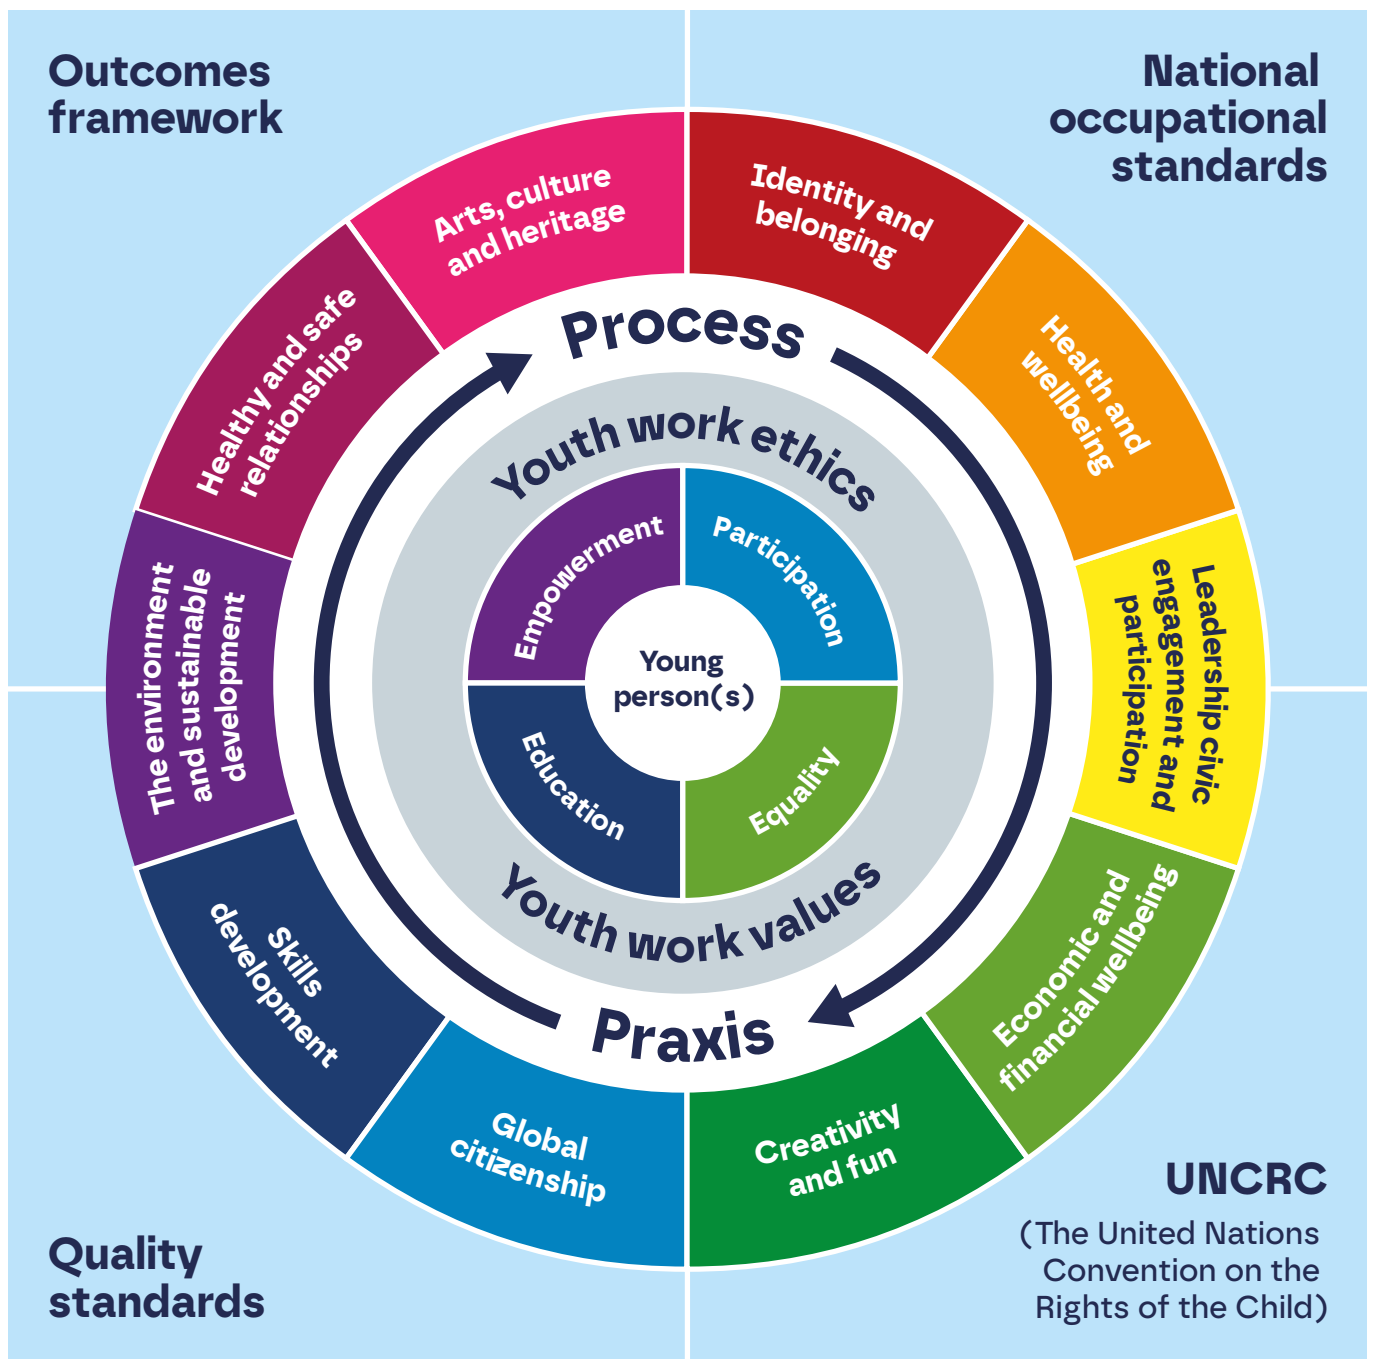 Outcomes
framework
National
occupational
standards
Arts, culture
and heritage
Identity and
belonging
Health and
wellbeing
Leadership civic
engagement and
participation
Economic and
financial wellbeing
Creativity
and fun
Global
citizenship
Skills
development
The environment
and sustainable
development
Healthy and safe
relationships
Process
Praxis
Youth work ethics
Youth work values
Empowerment
Participation
Equality
Education
Young
person(s)
Quality
standards
UNCRC
(The United Nations
Convention on the
Rights of the Child)